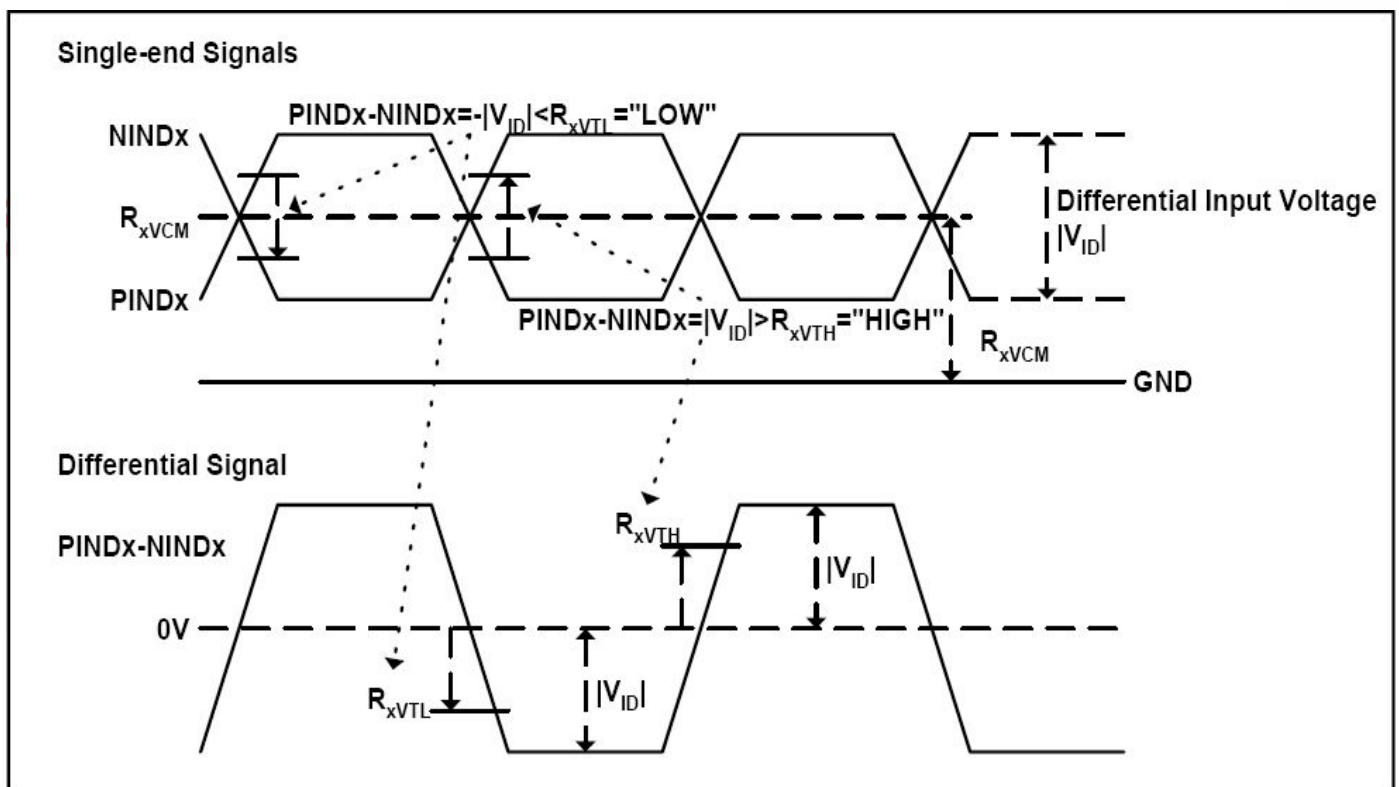 Single-end Signals
PINDx-NINDx=-|VID|<RxVTL="LOW"
NINDx
RxVCM
Differential Input Voltage
|VID|
PINDx
PINDx-NINDx=|VID|>RxVTH="HIGH"
RxVCM
GND
Differential Signal
RxVTH
PINDx-NINDx
|VID|
0V
RxVTL
|VID|